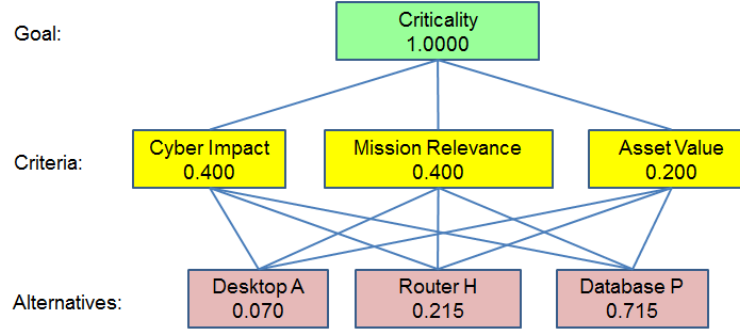 Goal:
Criticality
1.0000
Criteria:
Cyber Impact
0.400
Mission Relevance
0.400
Asset Value
0.200
Alternatives:
Desktop A
0.070
Router H
0.215
Database P
0.715